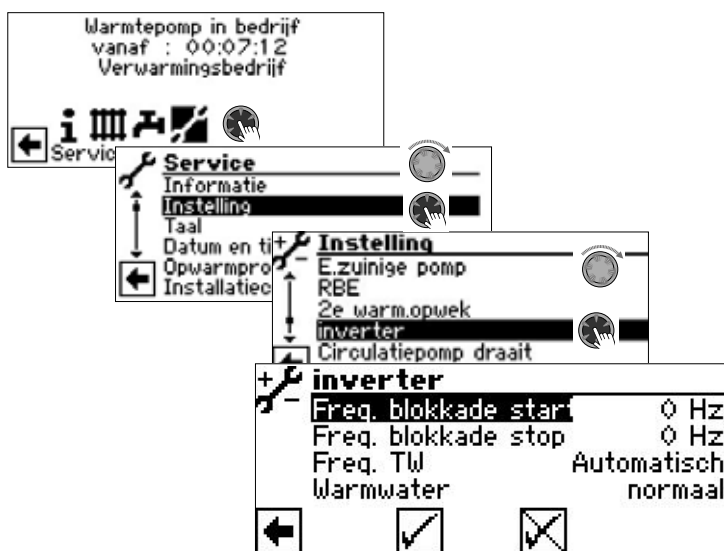 Warmtepomp in bedrijf
vanaf : 00:07:12
Verwarmingsbedrijf
Servic
Service
Informatie
Instelling
Taal
Datum en ti
Opwarmpro
Installatiec
Instelling
E.zuinige pomp
RBE
2e warm.opwek
inverter
Circulatiepomp draait
inverter
Freq. blokkade start 0 Hz
Freq. blokkade stop 0 Hz
Freq. TW Automatisch
Warmwater normaal